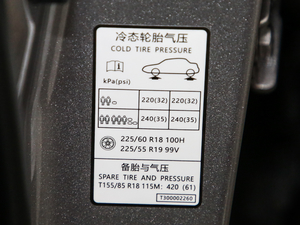 冷态轮胎气压
COLD TIRE PRESSURE
kPa(psi)
220(32) 220(32)
240(35) 240(35)
225/60 R18 100H
225/55 R19 99V
备胎与气压
SPARE TIRE AND PRESSURE
T155/85 R18 115M: 420 (61)
T300002260